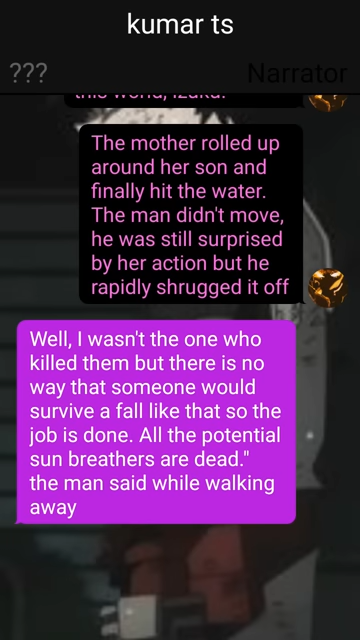 kumar ts
???
Narrator
this world, Izuku.
The mother rolled up
around her son and
finally hit the water.
The man didn't move,
he was still surprised
by her action but he
rapidly shrugged it off
Well, I wasn't the one who
killed them but there is no
way that someone would
survive a fall like that so the
job is done. All the potential
sun breathers are dead."
the man said while walking
away